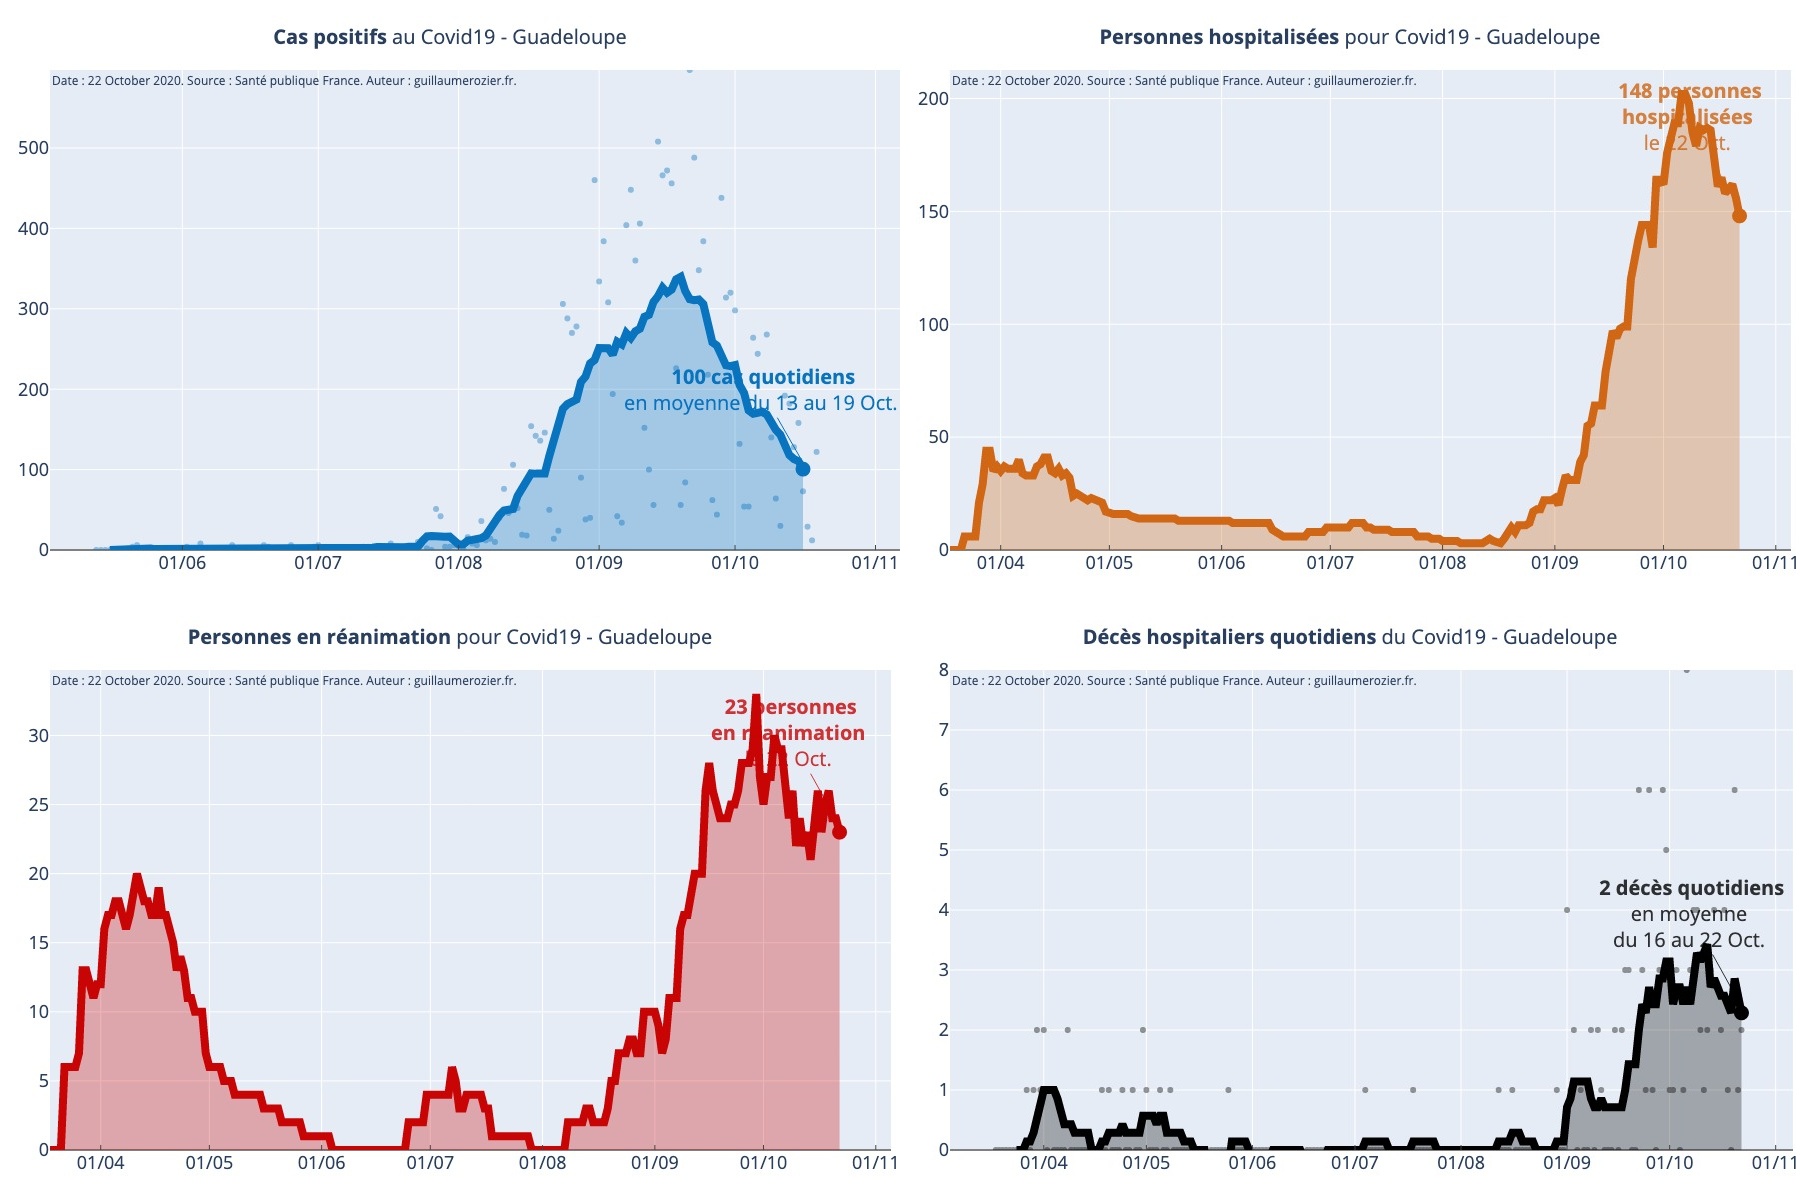 Cas positifs au Covid19 - Guadeloupe
Date : 22 October 2020. Source : Santé publique France. Auteur : guillaumerozier.fr.
500
400
300
200
100
0
100 cas quotidiens
en moyenne du 13 au 19 Oct.
01/06 01/07 01/08 01/09 01/10 01/11
Personnes hospitalisées pour Covid19 - Guadeloupe
Date : 22 October 2020. Source : Santé publique France. Auteur : guillaumerozier.fr.
200
150
100
50
0
148 personnes
hospitalisées
le 22 Oct.
01/04 01/05 01/06 01/07 01/08 01/09 01/10 01/11
Personnes en réanimation pour Covid19 - Guadeloupe
Date : 22 October 2020. Source : Santé publique France. Auteur : guillaumerozier.fr.
30
25
20
15
10
5
0
23 personnes
en réanimation
le 22 Oct.
01/04 01/05 01/06 01/07 01/08 01/09 01/10 01/11
Décès hospitaliers quotidiens du Covid19 - Guadeloupe
Date : 22 October 2020. Source : Santé publique France. Auteur : guillaumerozier.fr.
8
7
6
5
4
3
2
1
0
2 décès quotidiens
en moyenne
du 16 au 22 Oct.
01/04 01/05 01/06 01/07 01/08 01/09 01/10 01/11